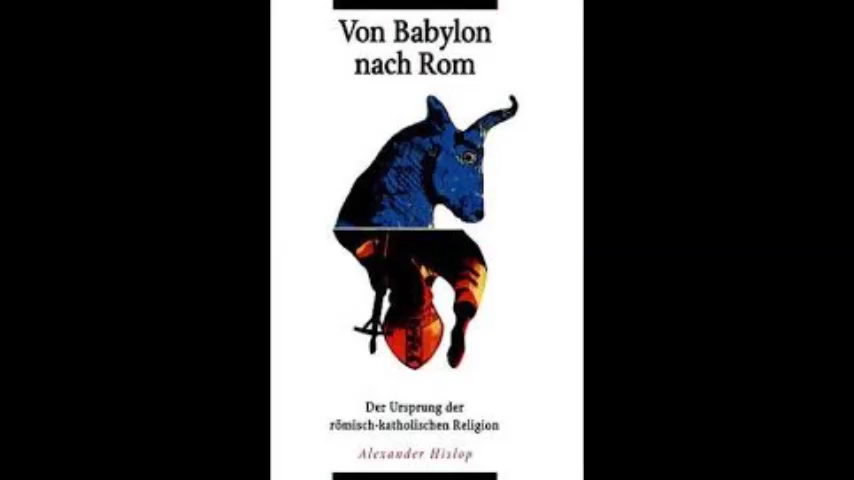 Von Babylon
nach Rom
Der Ursprung der
römisch-katholischen Religion
Alexander Hislop